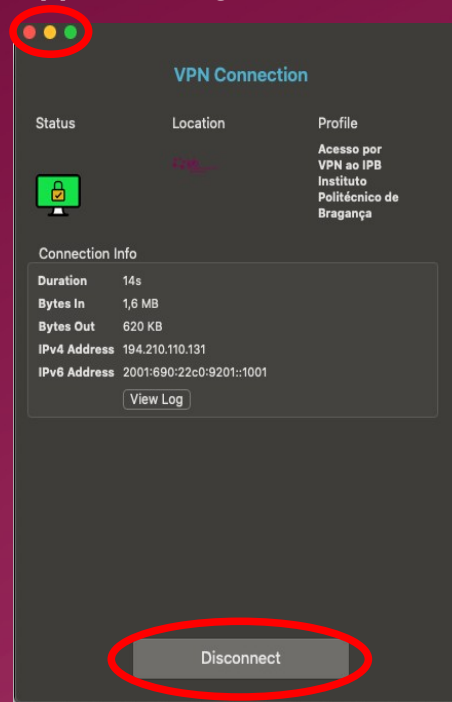 VPN Connection
Status Location Profile
Acesso por
VPN ao IPB
Instituto
Politécnico de
Bragança
Connection Info
Duration 14s
Bytes In 1,6 MB
Bytes Out 620 KB
IPv4 Address 194.210.110.131
IPv6 Address 2001:690:22c0:9201::1001
View Log
Disconnect